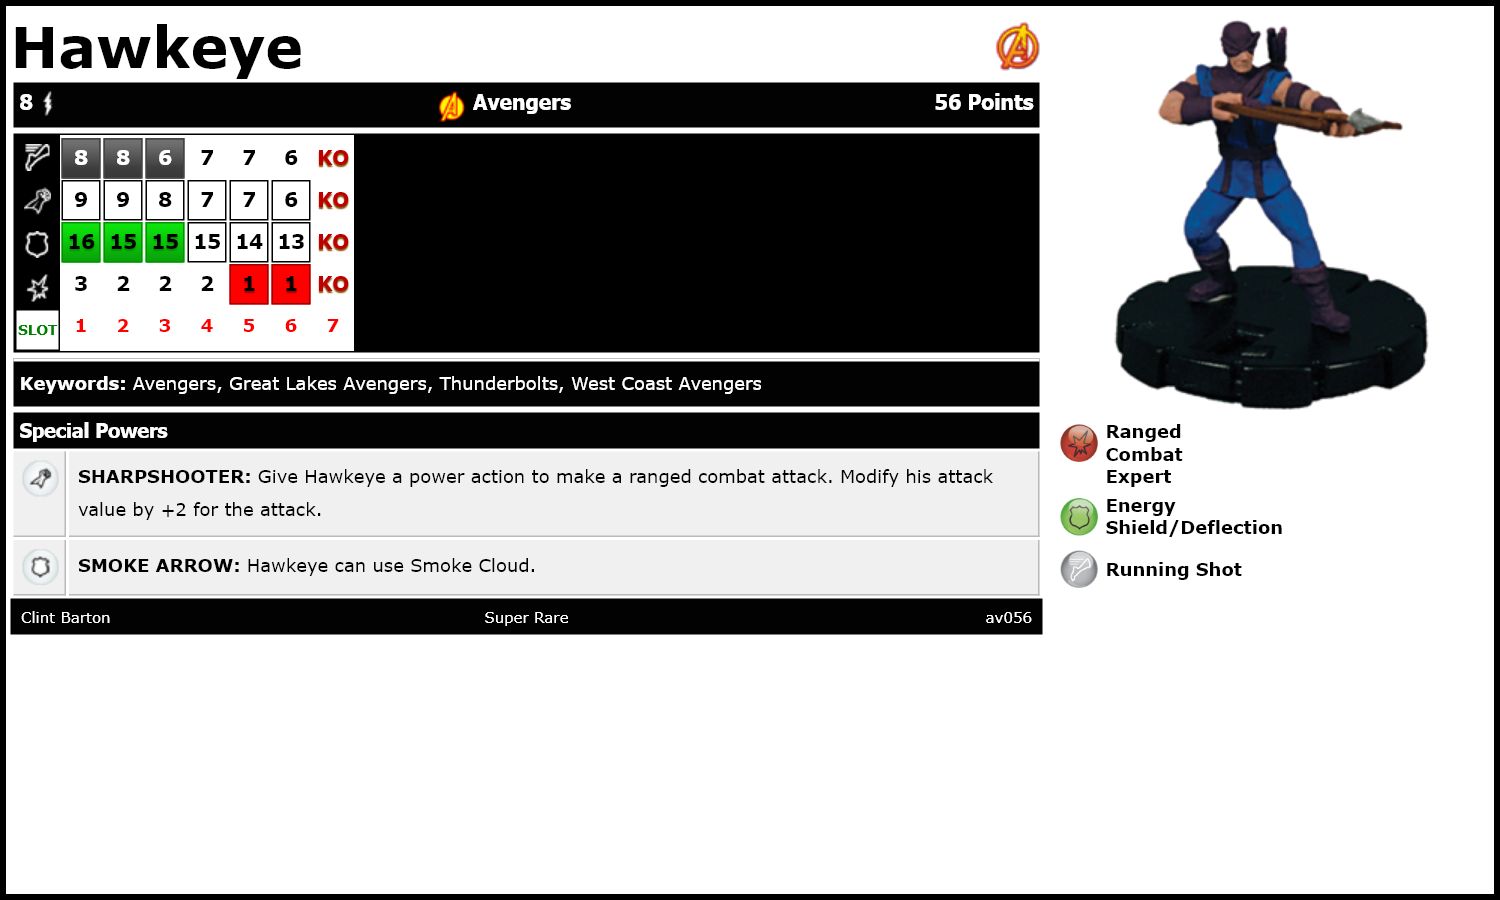 Hawkeye
8 Avengers 56 Points
8 8 6 7 7 6 KO
9 9 8 7 7 6 KO
16 15 15 15 14 13 KO
3 2 2 2 1 1 KO
SLOT 1 2 3 4 5 6 7
Keywords: Avengers, Great Lakes Avengers, Thunderbolts, West Coast Avengers
Special Powers
SHARPSHOOTER: Give Hawkeye a power action to make a ranged combat attack. Modify his attack
value by +2 for the attack.
SMOKE ARROW: Hawkeye can use Smoke Cloud.
Clint Barton Super Rare av056
Ranged
Combat
Expert
Energy
Shield/Deflection
Running Shot